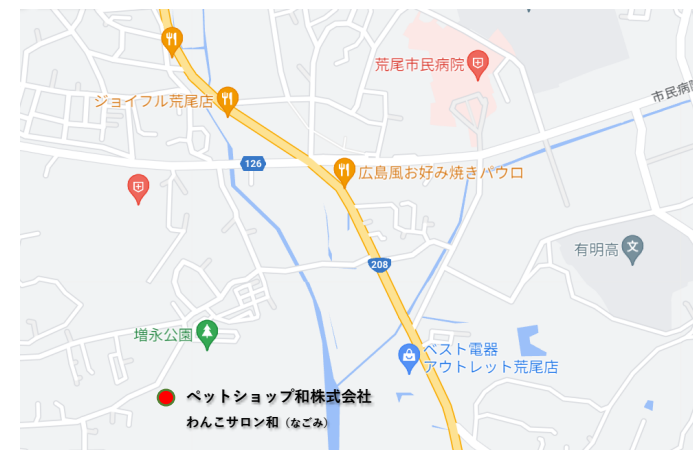 荒尾市民病院
ジョイフル荒尾店
市民病院
126
広島風お好み焼きパウロ
文
有明高
208
増永公園
ベスト電器
アウトレット荒尾店
ペットショップ和株式会社
わんこサロン和（なごみ）